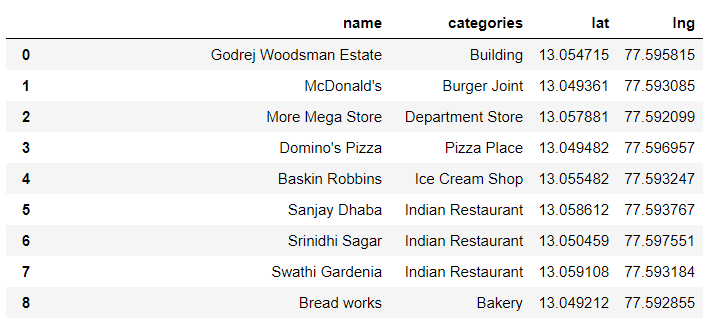 name categories lat lng
0 Godrej Woodsman Estate Building 13.054715 77.595815
1 McDonald's Burger Joint 13.049361 77.593085
2 More Mega Store Department Store 13.057881 77.592099
3 Domino's Pizza Pizza Place 13.049482 77.596957
4 Baskin Robbins Ice Cream Shop 13.055482 77.593247
5 Sanjay Dhaba Indian Restaurant 13.058612 77.593767
6 Srinidhi Sagar Indian Restaurant 13.050459 77.597551
7 Swathi Gardenia Indian Restaurant 13.059108 77.593184
8 Bread works Bakery 13.049212 77.592855